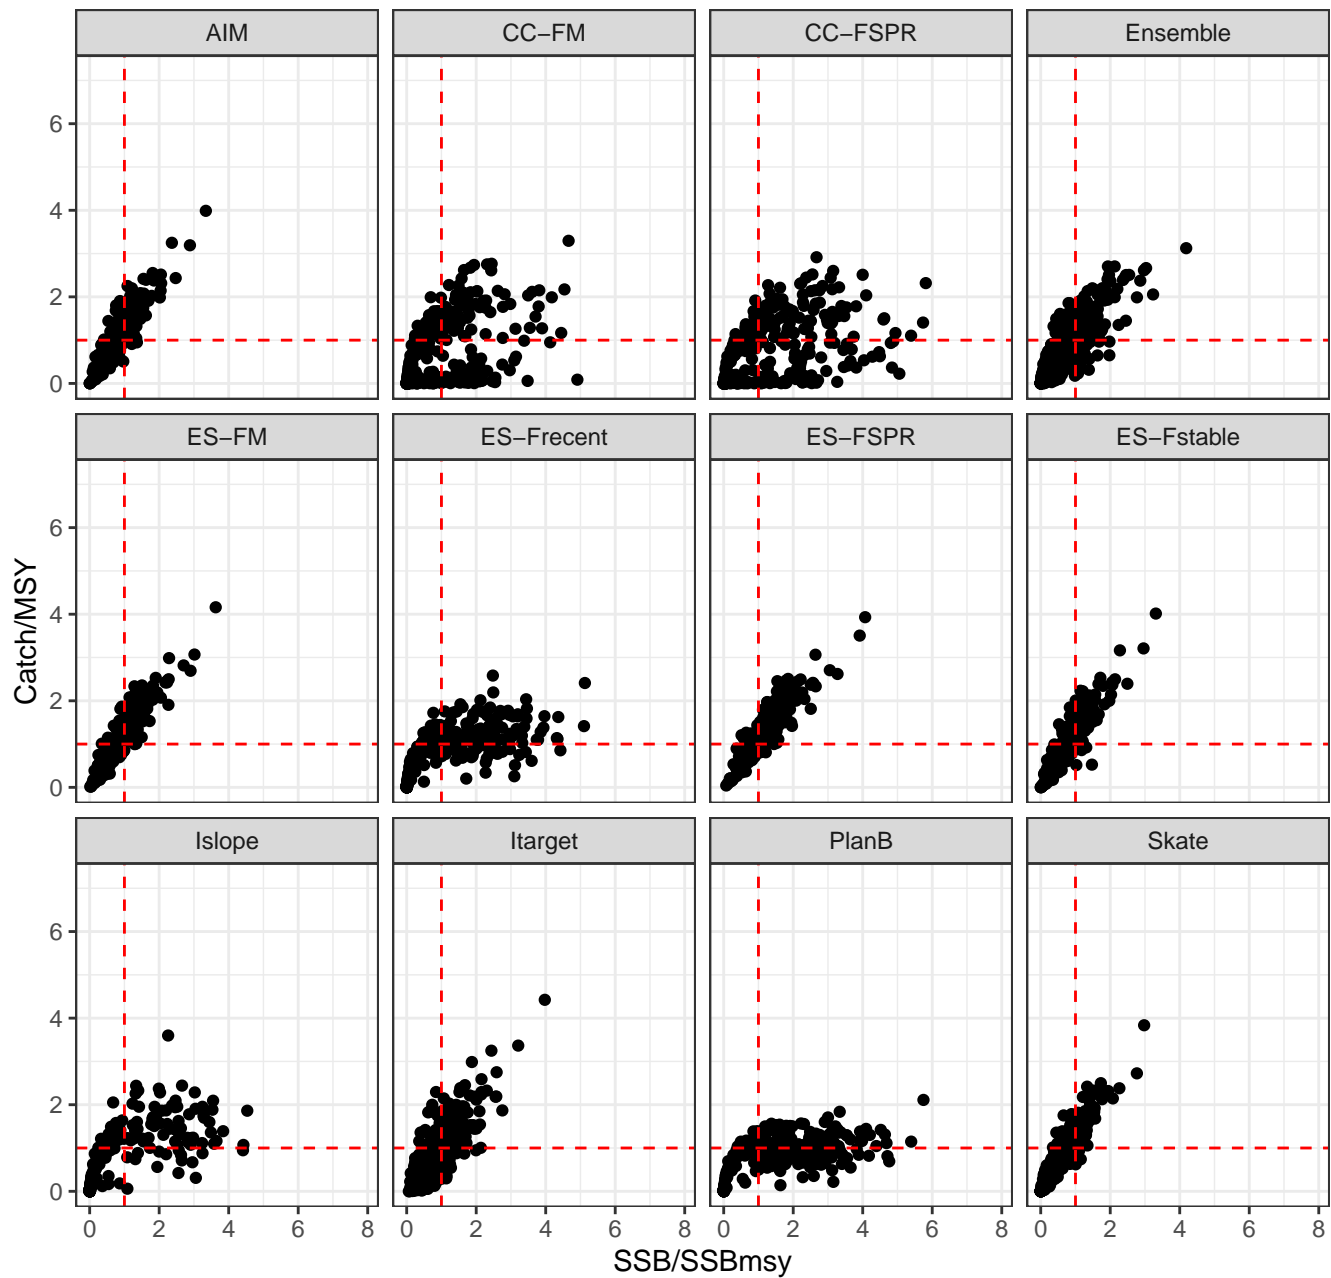 AIM CC−FM CC−FSPR Ensemble
6
4
2
0
ES−FM ES−Frecent ES−FSPR ES−Fstable
Catch/MSY
6
4
2
0
Islope Itarget PlanB Skate
6
4
2
0
0 2 4 6 8 0 2 4 6 8 0 2 4 6 8 0 2 4 6 8
SSB/SSBmsy